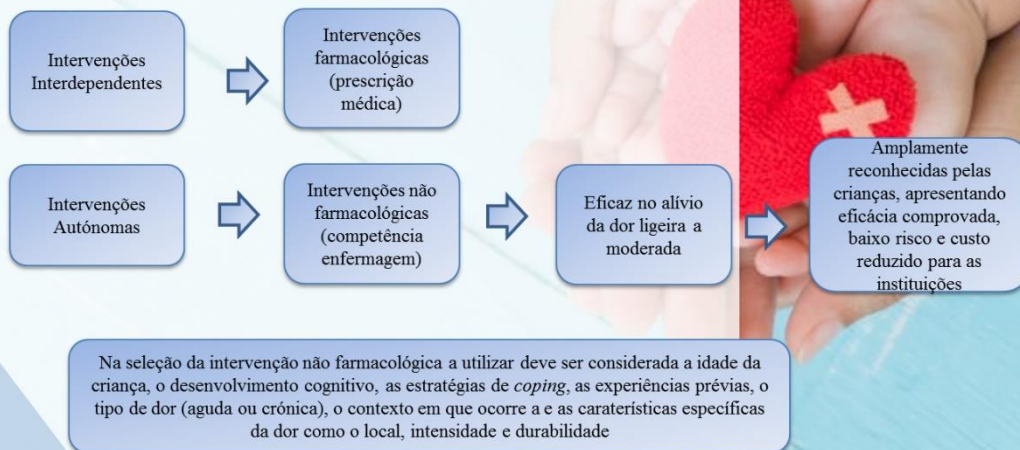 Intervenções
Interdependentes
Intervenções
farmacológicas
(prescrição
médica)
Intervenções
Autónomas
Intervenções não
farmacológicas
(competência
enfermagem)
Eficaz no alívio
da dor ligeira a
moderada
Amplamente
reconhecidas pelas
crianças, apresentando
eficácia comprovada,
baixo risco e custo
reduzido para as
instituições
Na seleção da intervenção não farmacológica a utilizar deve ser considerada a idade da
criança, o desenvolvimento cognitivo, as estratégias de coping, as experiências prévias, o
tipo de dor (aguda ou crónica), o contexto em que ocorre a e as caraterísticas específicas
da dor como o local, intensidade e durabilidade